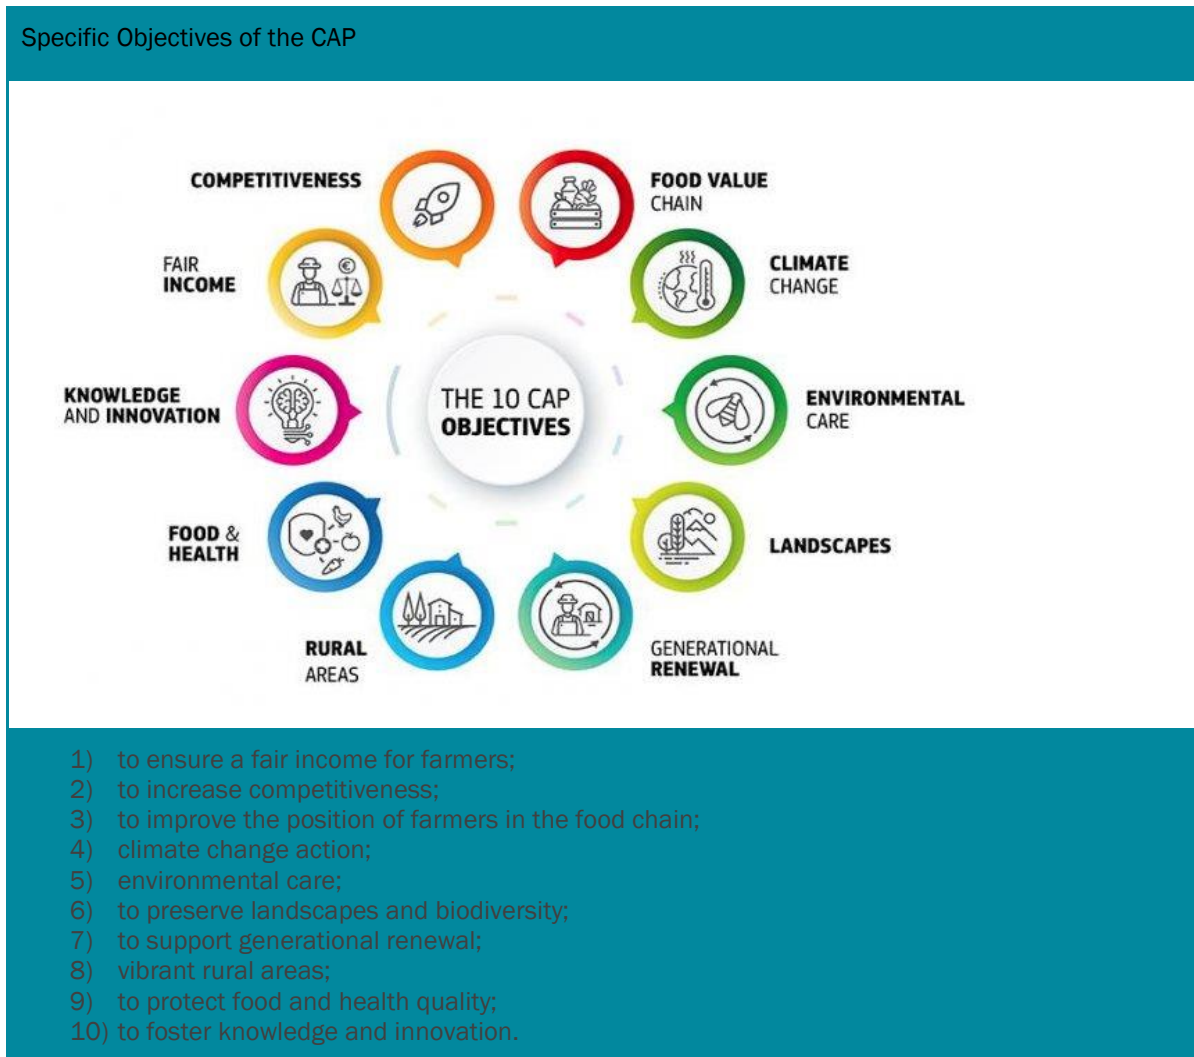 Specific Objectives of the CAP
COMPETITIVENESS
FOOD VALUE
CHAIN
FAIR
INCOME
CLIMATE
CHANGE
KNOWLEDGE
AND INNOVATION
THE 10 CAP
OBJECTIVES
ENVIRONMENTAL
CARE
FOOD &
HEALTH
LANDSCAPES
RURAL
AREAS
GENERATIONAL
RENEWAL
1) to ensure a fair income for farmers;
2) to increase competitiveness;
3) to improve the position of farmers in the food chain;
4) climate change action;
5) environmental care;
6) to preserve landscapes and biodiversity;
7) to support generational renewal;
8) vibrant rural areas;
9) to protect food and health quality;
10) to foster knowledge and innovation.